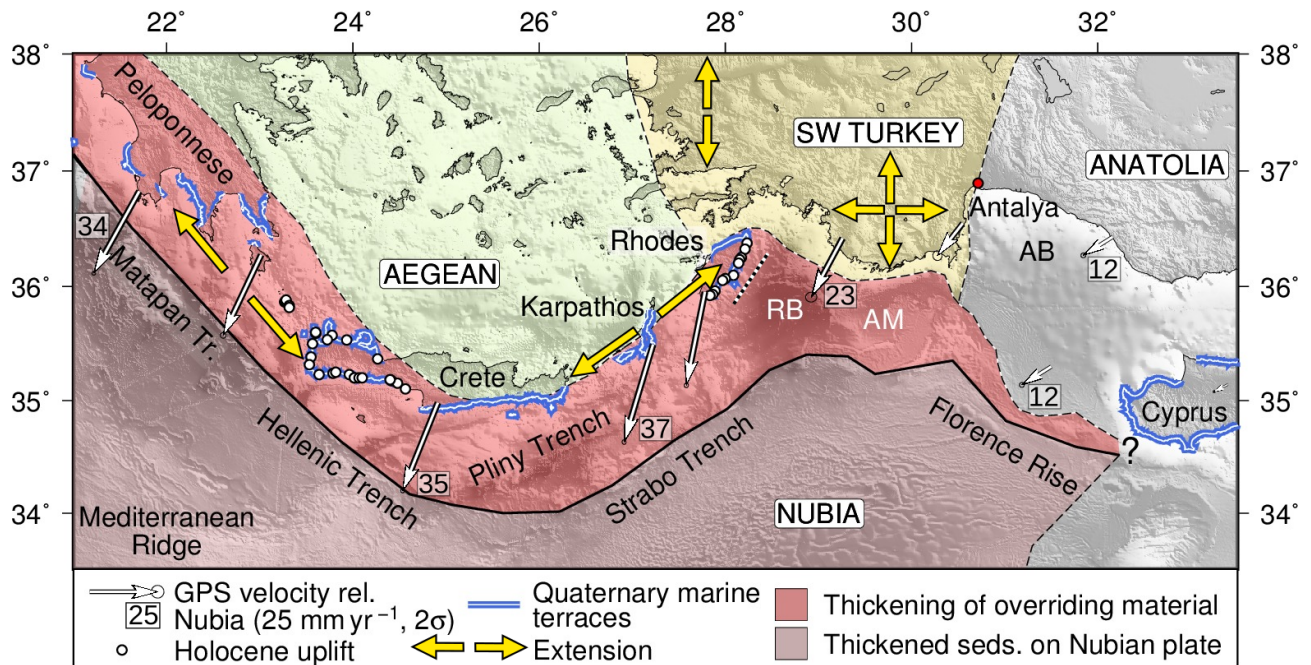 22˚ 24˚ 26˚ 28˚ 30˚ 32˚
38˚ 38˚
Peloponnese
SW TURKEY
37˚ 37˚
ANATOLIA
Antalya
34
Rhodes
AB
AEGEAN
12
36˚ 36˚
Matapan Tr.
Karpathos
23
RB
AM
Crete
12
35˚ 35˚
Cyprus
Hellenic Trench
Pliny Trench
37
Strabo Trench
Florence Rise
?
35
34˚ 34˚
Mediterranean
Ridge
NUBIA
GPS velocity rel.
25 Nubia (25 mm yr⁻¹, 2σ)
Holocene uplift
Quaternary marine
terraces
Extension
Thickening of overriding material
Thickened seds. on Nubian plate